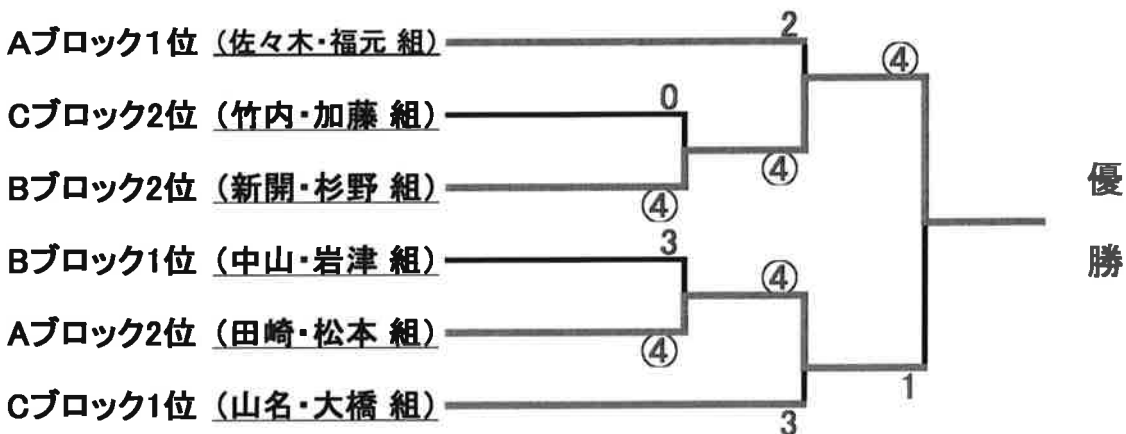 Aブロック1位 (佐々木・福元 組) 2
④
Cブロック2位 (竹内・加藤 組) 0
④
Bブロック2位 (新開・杉野 組) ④
優勝
Bブロック1位 (中山・岩津 組) 3
④
Aブロック2位 (田崎・松本 組) ④
1
Cブロック1位 (山名・大橋 組) 3